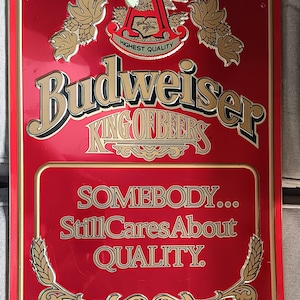 HIGHEST QUALITY
Budweiser
KING OF BEERS
SOMEBODY...
Still Cares About
QUALITY.